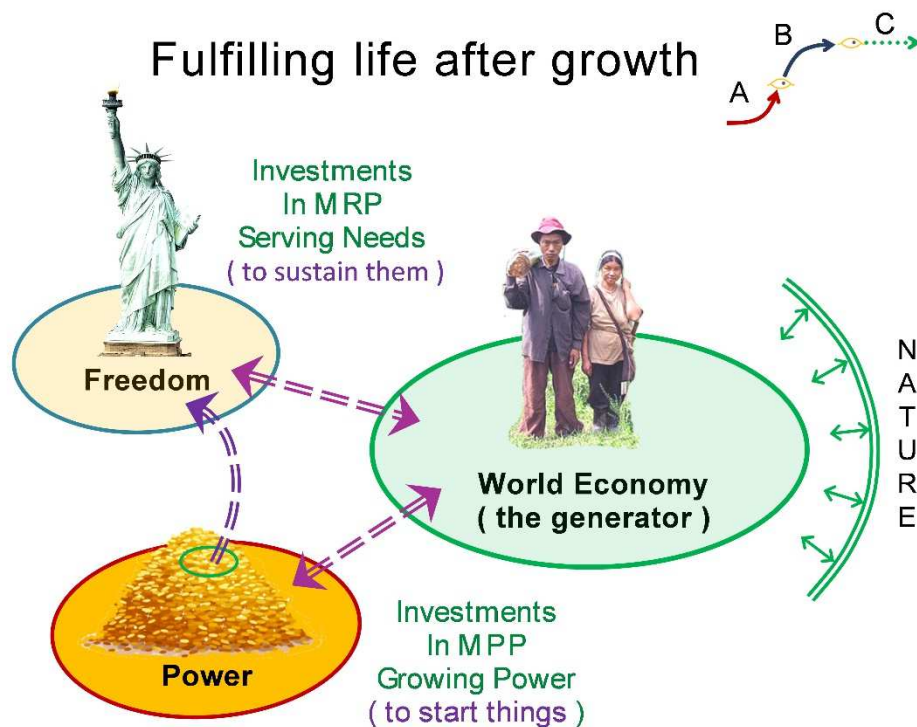 Fulfilling life after growth
A
B
C
Investments
In MRP
Serving Needs
( to sustain them )
Freedom
World Economy
( the generator )
N
A
T
U
R
E
Power
Investments
In MPP
Growing Power
( to start things )